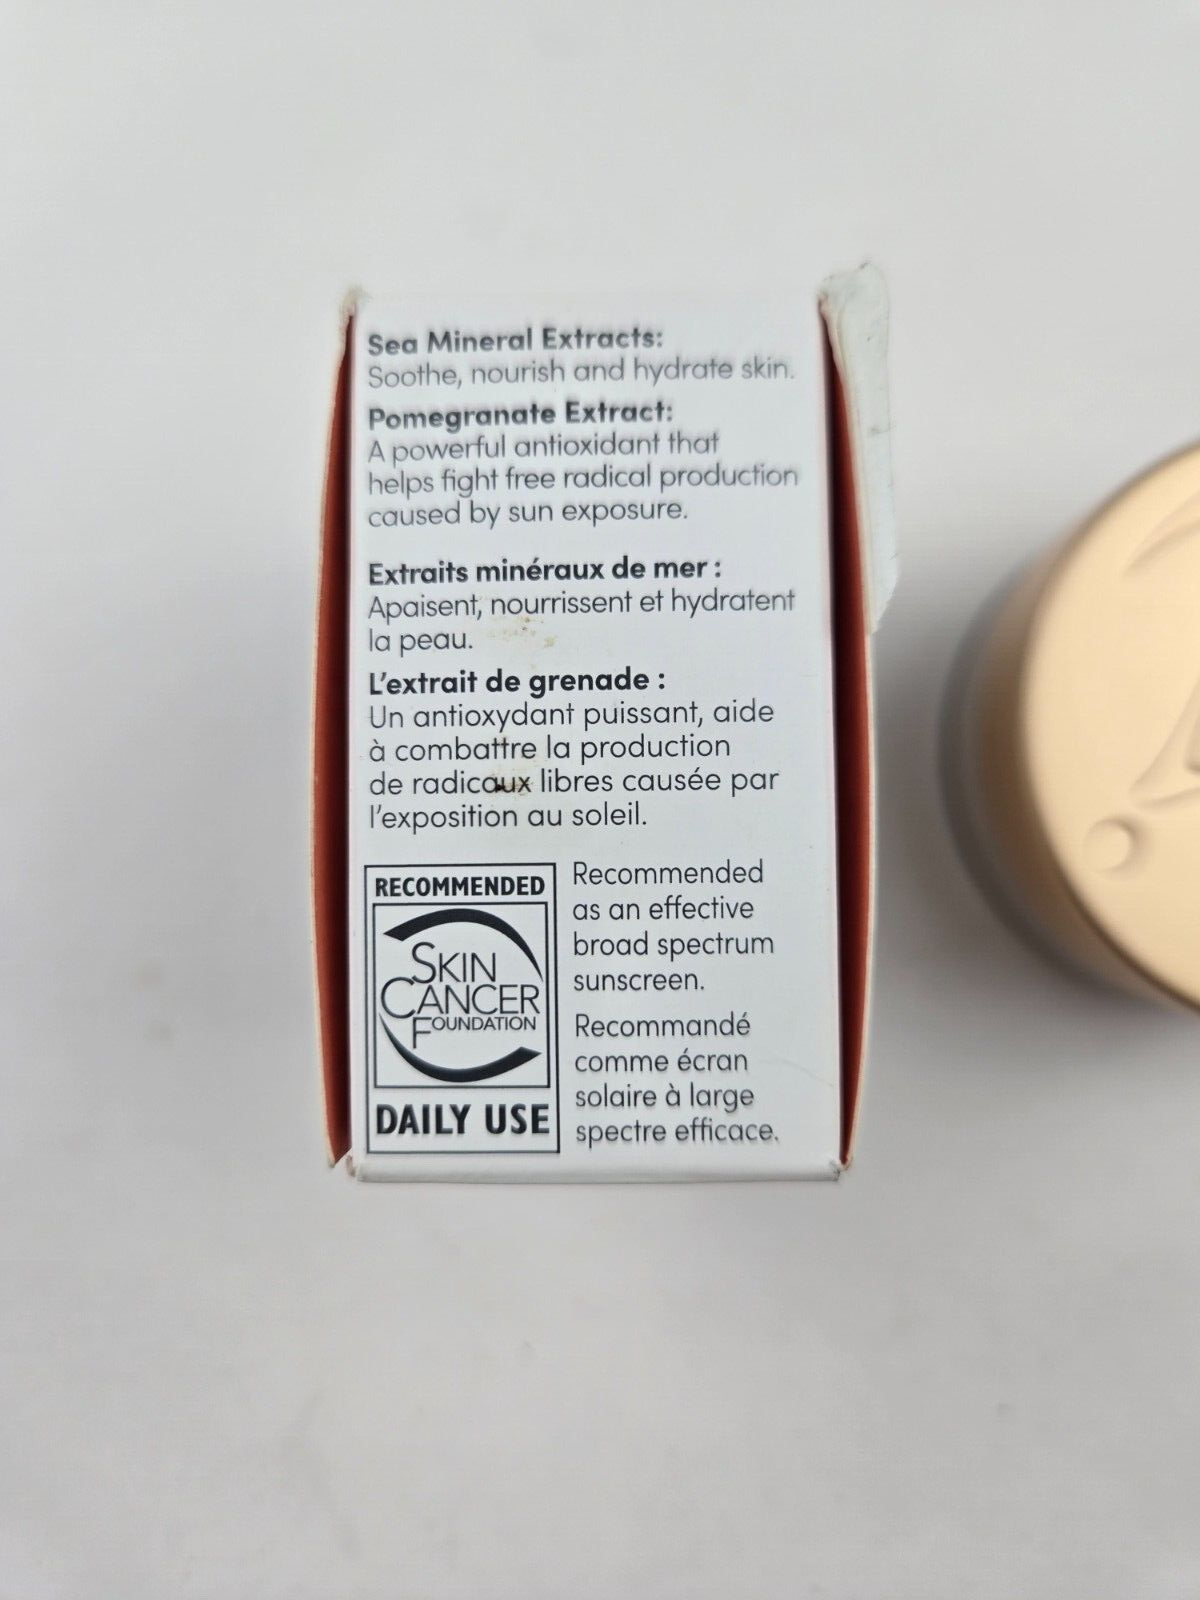 Sea Mineral Extracts:
Soothe, nourish and hydrate skin.
Pomegranate Extract:
A powerful antioxidant that
helps fight free radical production
caused by sun exposure.
Extraits minéraux de mer :
Apaisent, nourrissent et hydratent
la peau.
L'extrait de grenade :
Un antioxydant puissant, aide
à combattre la production
de radicaux libres causée par
l'exposition au soleil.
RECOMMENDED
SKIN
CANCER
FOUNDATION
DAILY USE
Recommended
as an effective
broad spectrum
sunscreen.
Recommandé
comme écran
solaire à large
spectre efficace.